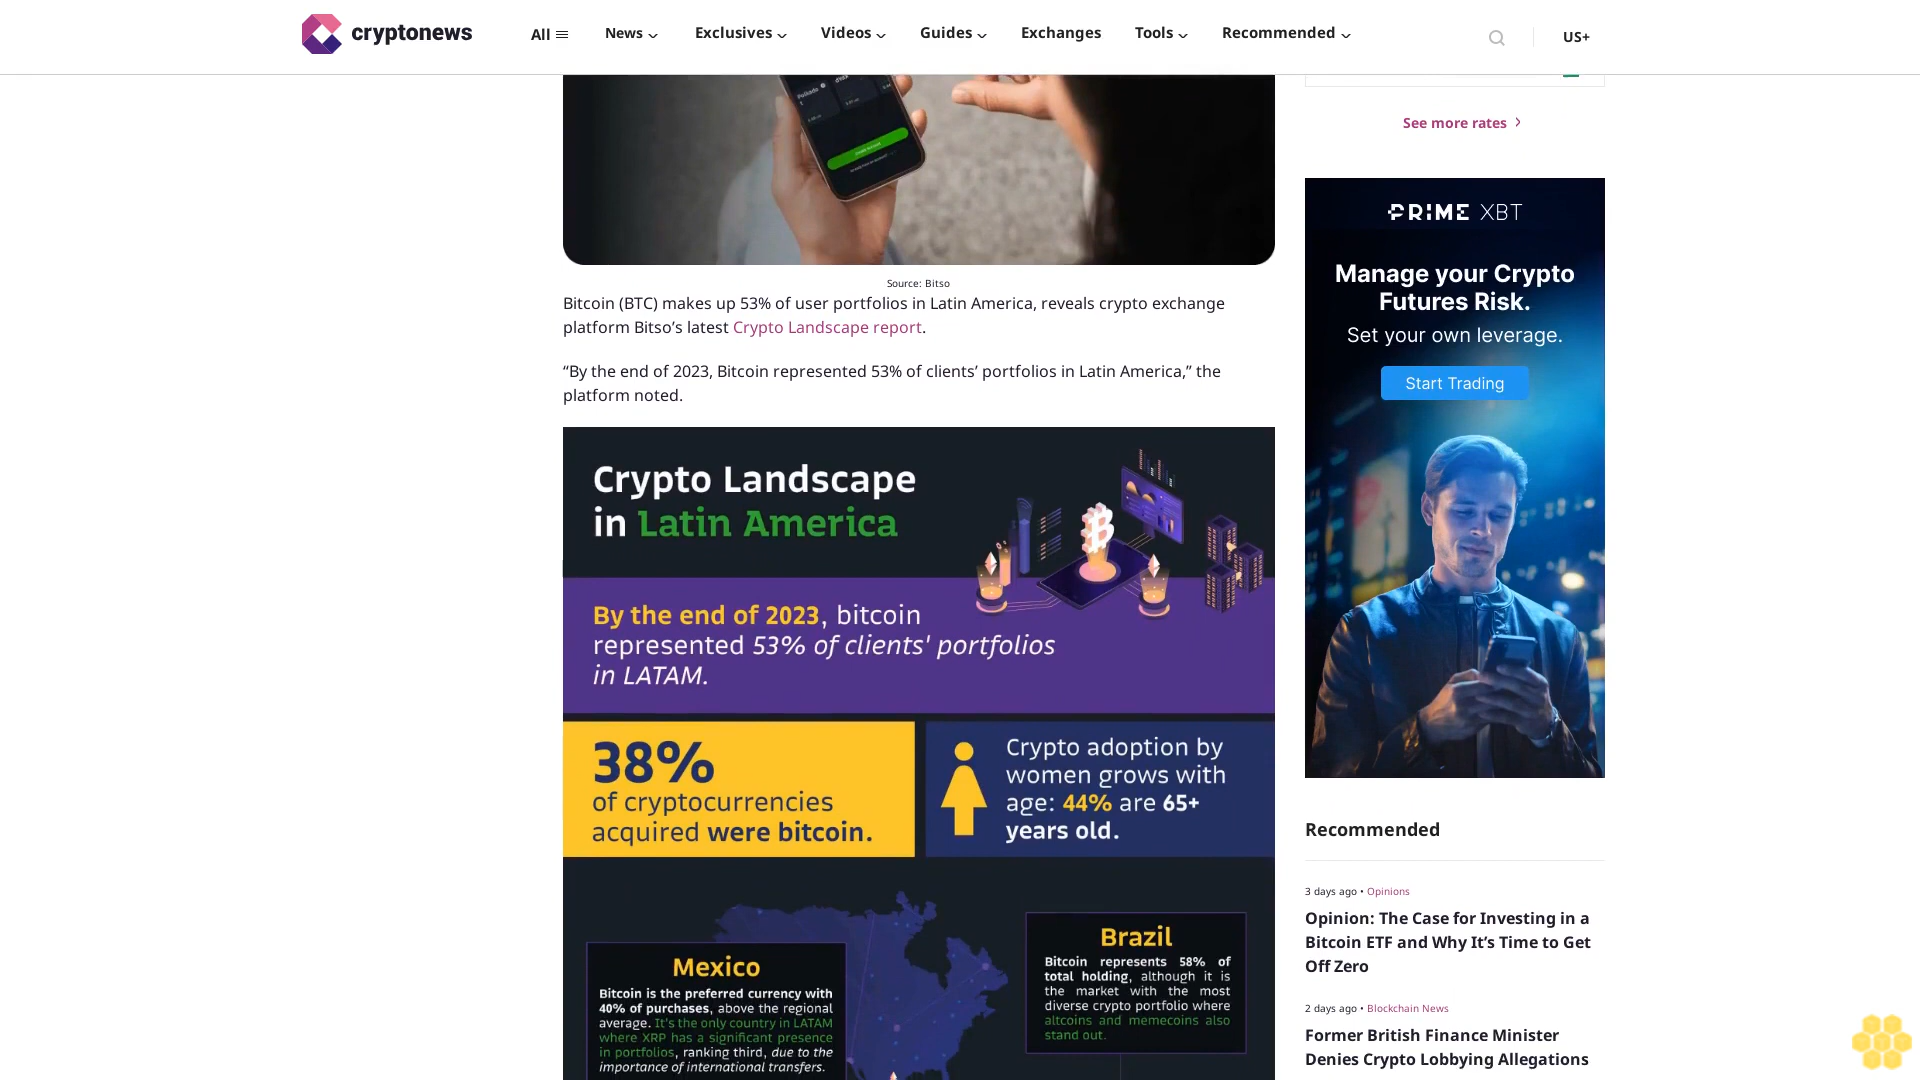 cryptonews
All
News
Exclusives
Videos
Guides
Exchanges
Tools
Recommended
US+
Source: Bitso
Bitcoin (BTC) makes up 53% of user portfolios in Latin America, reveals crypto exchange
platform Bitso’s latest Crypto Landscape report.
“By the end of 2023, Bitcoin represented 53% of clients’ portfolios in Latin America,” the
platform noted.
Crypto Landscape
in Latin America
By the end of 2023, bitcoin
represented 53% of clients' portfolios
in LATAM.
38%
of cryptocurrencies
acquired were bitcoin.
Crypto adoption by
women grows with
age: 44% are 65+
years old.
Mexico
Bitcoin is the preferred currency with
40% of purchases, above the regional
average. It's the only country in LATAM
where XRP has a significant presence
in portfolios, ranking third, due to the
importance of international transfers.
Brazil
Bitcoin represents 58% of
total holding, although it is
the market with the most
diverse crypto portfolio where
altcoins and memecoins also
stand out.
See more rates
PRIME XBT
Manage your Crypto
Futures Risk.
Set your own leverage.
Start Trading
Recommended
3 days ago • Opinions
Opinion: The Case for Investing in a
Bitcoin ETF and Why It’s Time to Get
Off Zero
2 days ago • Blockchain News
Former British Finance Minister
Denies Crypto Lobbying Allegations